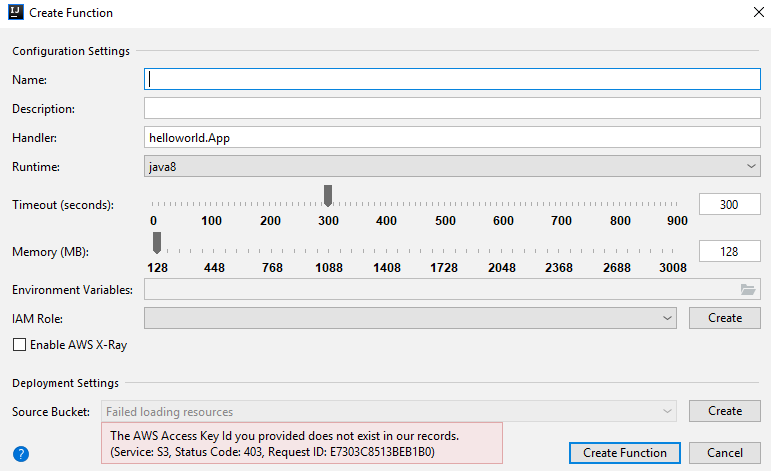 IJ Create Function
Configuration Settings
Name:
Description:
Handler: helloworld.App
Runtime: java8
Timeout (seconds): 300
0 100 200 300 400 500 600 700 800 900
Memory (MB): 128
128 448 768 1088 1408 1728 2048 2368 2688 3008
Environment Variables:
IAM Role: Create
Enable AWS X-Ray
Deployment Settings
Source Bucket: Failed loading resources Create
The AWS Access Key Id you provided does not exist in our records.
(Service: S3, Status Code: 403, Request ID: E7303C8513BEB1B0)
? Create Function Cancel